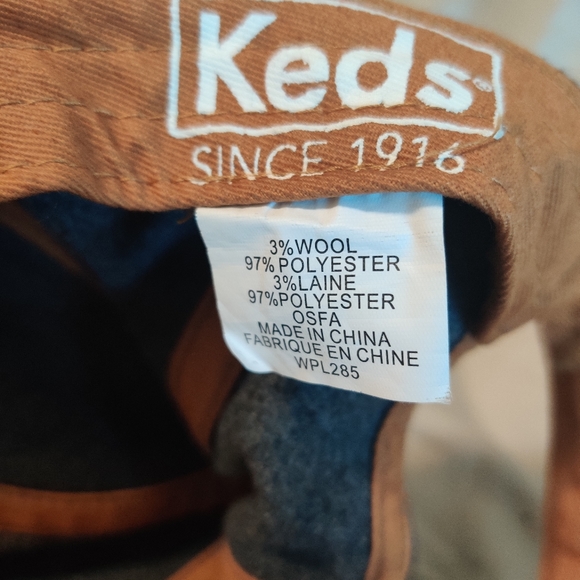 Keds®
SINCE 1916
3%WOOL
97% POLYESTER
3%LAINE
97%POLYESTER
OSFA
MADE IN CHINA
FABRIQUE EN CHINE
WPL285